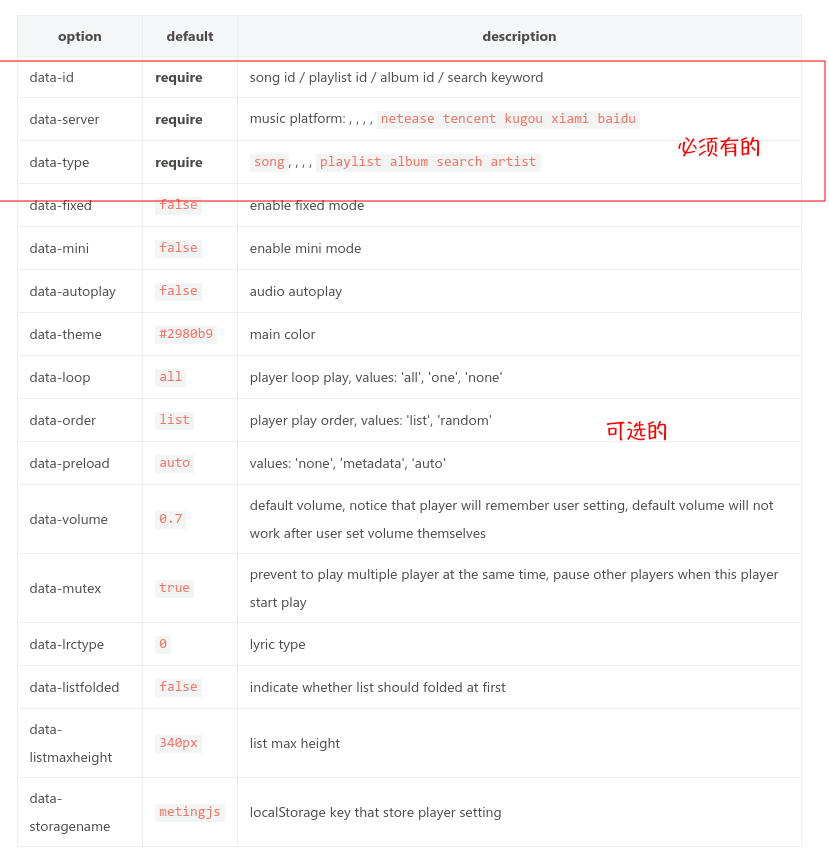 option default description
data-id require song id / playlist id / album id / search keyword
data-server require music platform: , , , , netease tencent kugou xiami baidu
data-type require song , , , , playlist album search artist
必须有的
data-fixed false enable fixed mode
data-mini false enable mini mode
data-autoplay false audio autoplay
data-theme #2980b9 main color
data-loop all player loop play, values: 'all', 'one', 'none'
data-order list player play order, values: 'list', 'random'
可选的
data-preload auto values: 'none', 'metadata', 'auto'
data-volume 0.7 default volume, notice that player will remember user setting, default volume will not
work after user set volume themselves
data-mutex true prevent to play multiple player at the same time, pause other players when this player
start play
data-lrctype 0 lyric type
data-listfolded false indicate whether list should folded at first
data-
listmaxheight 340px list max height
data-
storagename metingjs localStorage key that store player setting